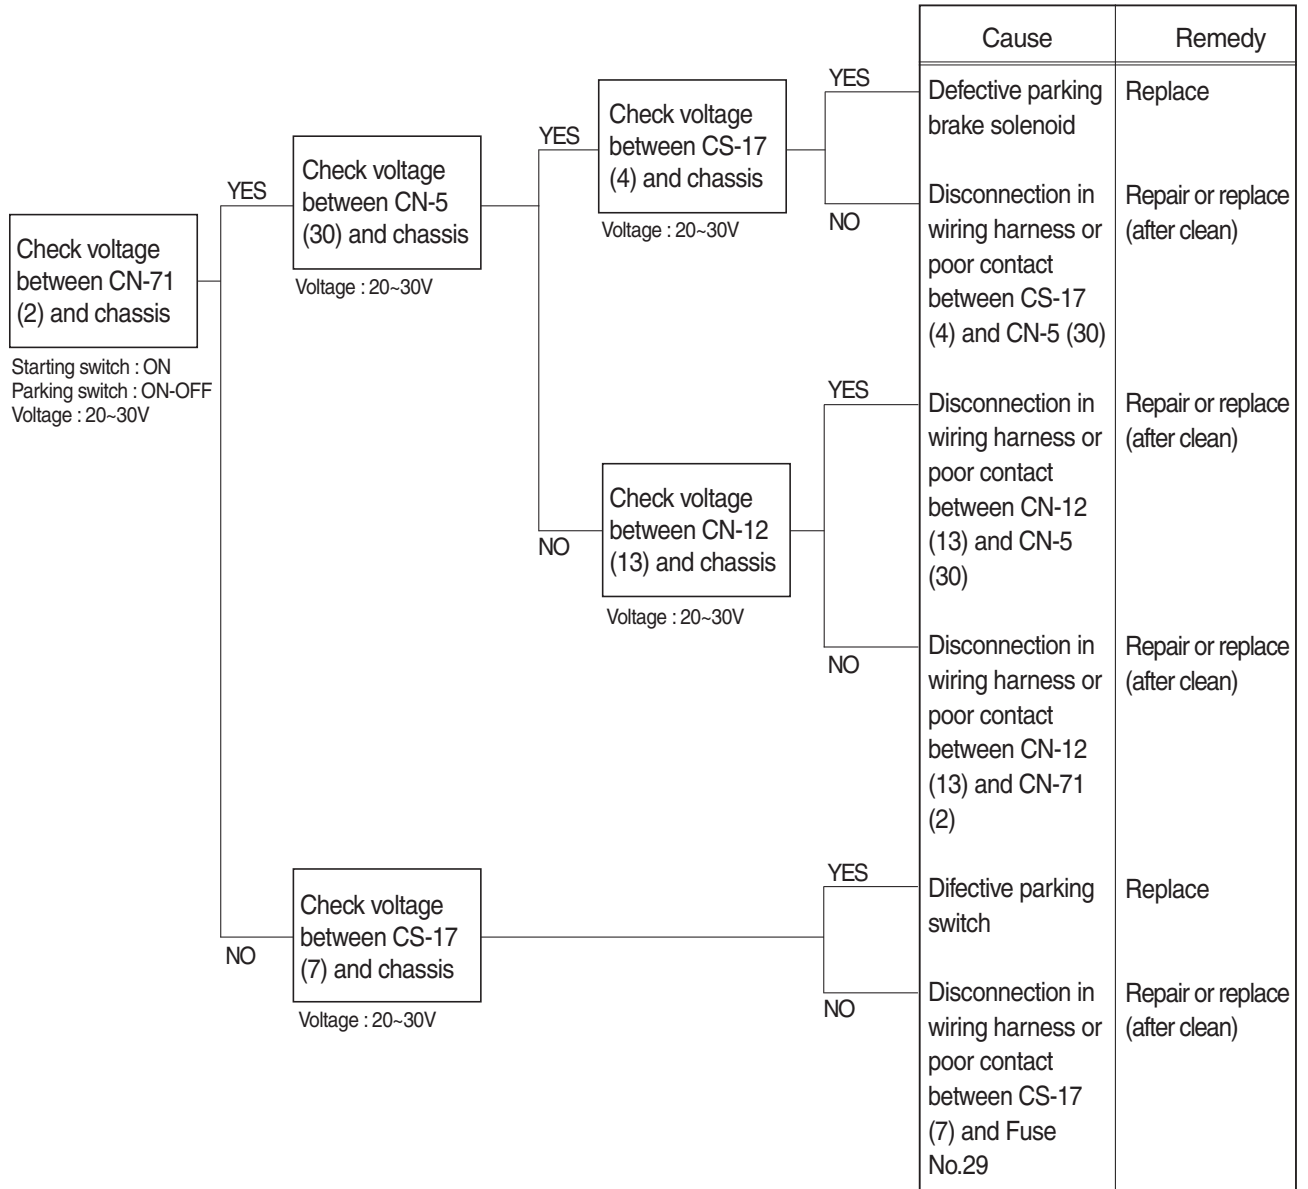 Cause
Remedy
YES
Defective parking
brake solenoid
Replace
Check voltage
between CS-17
(4) and chassis
Voltage : 20~30V
YES
NO
Disconnection in
wiring harness or
poor contact
between CS-17
(4) and CN-5 (30)
Repair or replace
(after clean)
Check voltage
between CN-5
(30) and chassis
Voltage : 20~30V
YES
Check voltage
between CN-71
(2) and chassis
Starting switch : ON
Parking switch : ON-OFF
Voltage : 20~30V
YES
Disconnection in
wiring harness or
poor contact
between CN-12
(13) and CN-5
(30)
Repair or replace
(after clean)
NO
Check voltage
between CN-12
(13) and chassis
Voltage : 20~30V
NO
Disconnection in
wiring harness or
poor contact
between CN-12
(13) and CN-71
(2)
Repair or replace
(after clean)
NO
Check voltage
between CS-17
(7) and chassis
Voltage : 20~30V
YES
Difective parking
switch
Replace
NO
Disconnection in
wiring harness or
poor contact
between CS-17
(7) and Fuse
No.29
Repair or replace
(after clean)